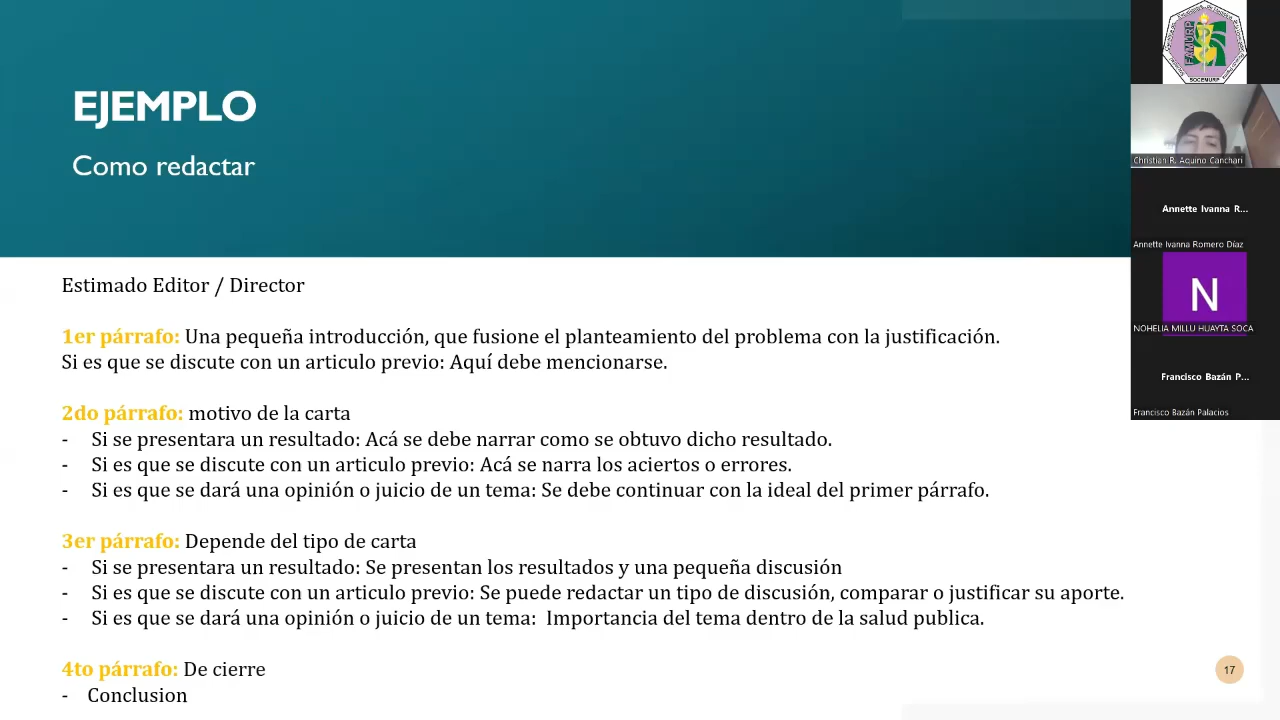 EJEMPLO
Como redactar
Estimado Editor / Director
1er párrafo: Una pequeña introducción, que fusione el planteamiento del problema con la justificación.
Si es que se discute con un articulo previo: Aquí debe mencionarse.
2do párrafo: motivo de la carta
- Si se presentara un resultado: Acá se debe narrar como se obtuvo dicho resultado.
- Si es que se discute con un articulo previo: Acá se narra los aciertos o errores.
- Si es que se dará una opinión o juicio de un tema: Se debe continuar con la ideal del primer párrafo.
3er párrafo: Depende del tipo de carta
- Si se presentara un resultado: Se presentan los resultados y una pequeña discusión
- Si es que se discute con un articulo previo: Se puede redactar un tipo de discusión, comparar o justificar su aporte.
- Si es que se dará una opinión o juicio de un tema: Importancia del tema dentro de la salud publica.
4to párrafo: De cierre
- Conclusion
17
FAMURP
SOCEMURP
Christian R. Aquino Canchari
Annette Ivanna R...
Annette Ivanna Romero Díaz
N
NOHELIA MILLU HUAYTA SOCA
Francisco Bazán P...
Francisco Bazán Palacios